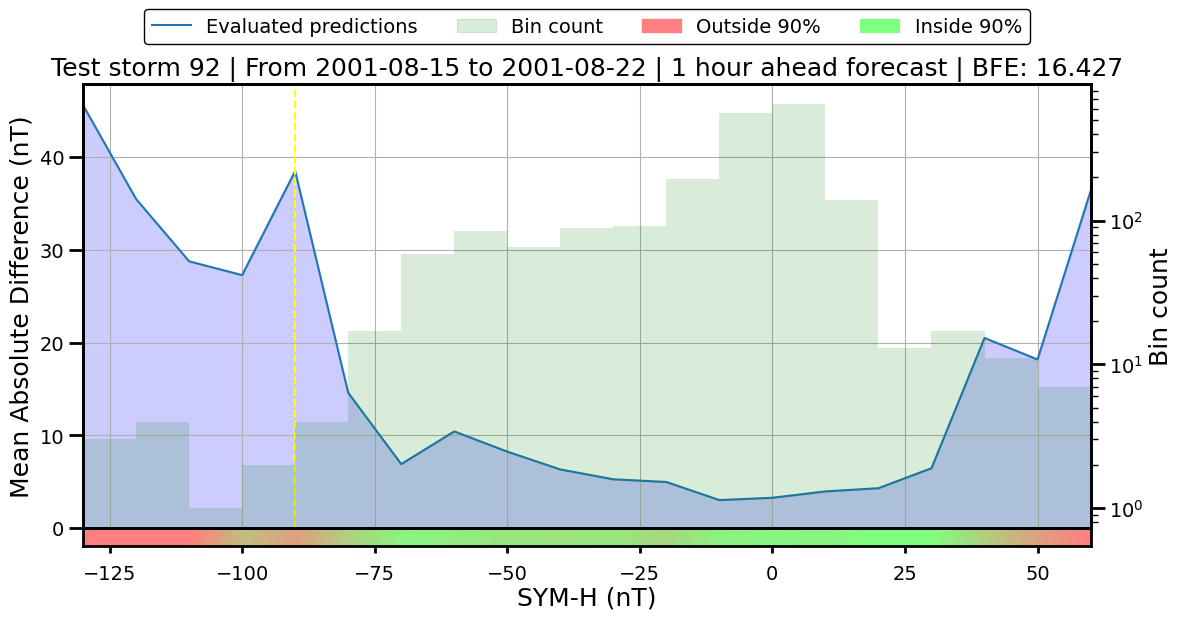 Evaluated predictions Bin count Outside 90% Inside 90%
Test storm 92 | From 2001-08-15 to 2001-08-22 | 1 hour ahead forecast | BFE: 16.427
Mean Absolute Difference (nT)
40
30
20
10
0
10²
10¹
10⁰
Bin count
−125 −100 −75 −50 −25 0 25 50
SYM-H (nT)